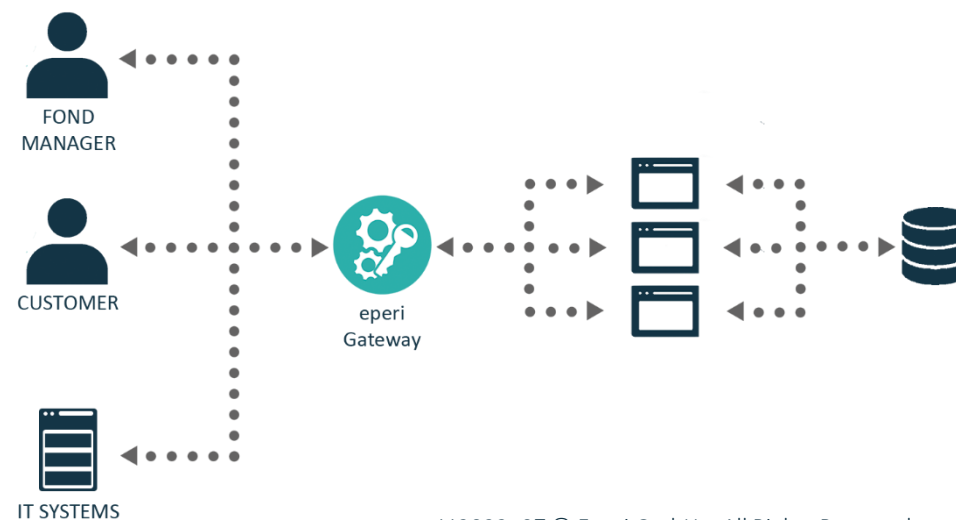 FOND
MANAGER
CUSTOMER
eperi
Gateway
IT SYSTEMS